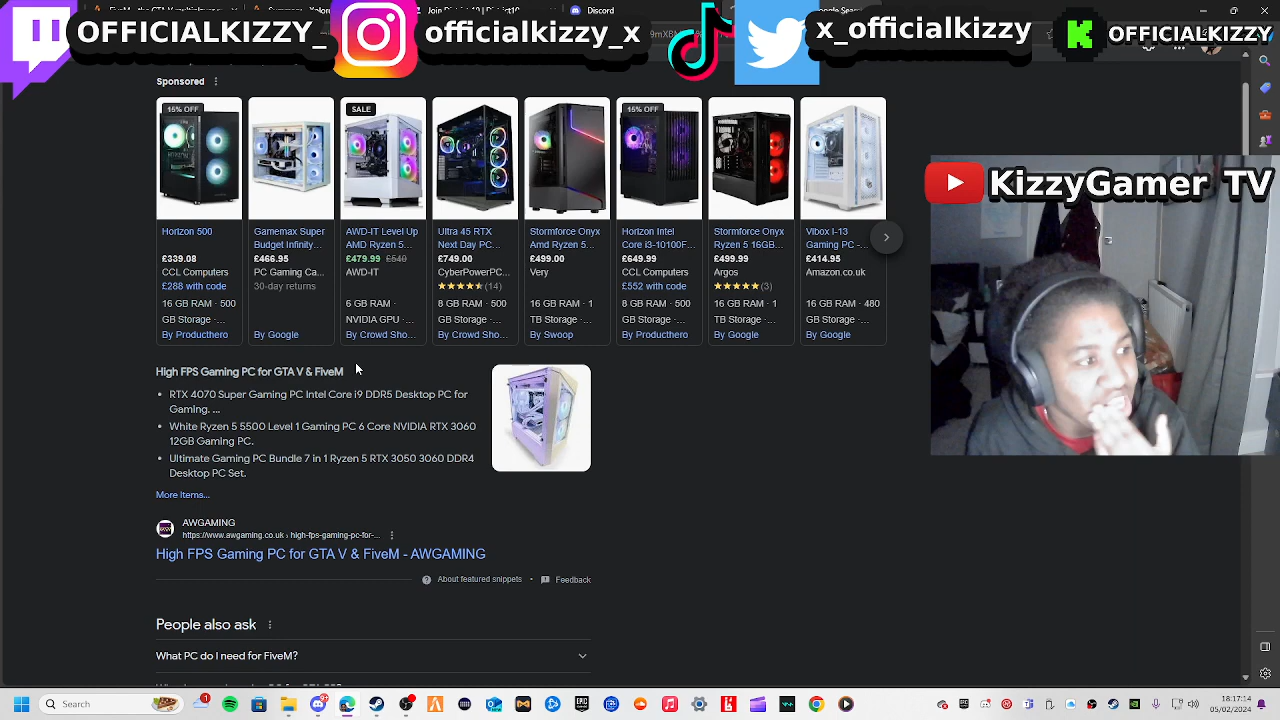 Jon
Discord
OFFICIALKIZZY_
officialkizzy_x
x_officialkizzy
K OFFICIALKIZZY
KizzyGamer TV
Sponsored
15% OFF
SALE
15% OFF
Horizon 500
£339.08
CCL Computers
£288 with code
16 GB RAM · 500
GB Storage ·...
By Producthero
Gamemax Super
Budget Infinity...
£466.95
PC Gaming Ca...
30-day returns
By Google
AWD-IT Level Up
AMD Ryzen 5...
£479.99 £540
AWD-IT
6 GB RAM ·
NVIDIA GPU ·...
By Crowd Sho...
Ultra 45 RTX
Next Day PC...
£749.00
CyberPowerPC...
(14)
8 GB RAM · 500
GB Storage ·...
By Crowd Sho...
Stormforce Onyx
Amd Ryzen 5...
£499.00
Very
16 GB RAM · 1
TB Storage ·...
By Swoop
Horizon Intel
Core i3-10100F...
£649.99
CCL Computers
£552 with code
8 GB RAM · 500
GB Storage ·...
By Producthero
Stormforce Onyx
Ryzen 5 16GB...
£499.99
Argos
(3)
16 GB RAM · 1
TB Storage ·...
By Google
Vibox I-13
Gaming PC -...
£414.95
Amazon.co.uk
16 GB RAM · 480
GB Storage ·...
By Google
High FPS Gaming PC for GTA V & FiveM
RTX 4070 Super Gaming PC Intel Core i9 DDR5 Desktop PC for
Gaming. ...
White Ryzen 5 5500 Level 1 Gaming PC 6 Core NVIDIA RTX 3060
12GB Gaming PC.
Ultimate Gaming PC Bundle 7 in 1 Ryzen 5 RTX 3050 3060 DDR4
Desktop PC Set.
More items...
AWGAMING
https://www.awgaming.co.uk › high-fps-gaming-pc-for-...
High FPS Gaming PC for GTA V & FiveM - AWGAMING
About featured snippets · Feedback
People also ask
What PC do I need for FiveM?
Search
18:17:14
05/02/2024